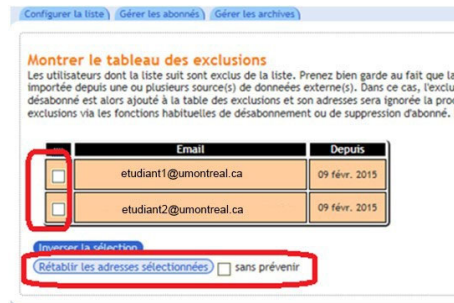 Configurer la liste Gérer les abonnés Gérer les archives
Montrer le tableau des exclusions
Les utilisateurs dont la liste suit sont exclus de la liste. Prenez bien garde au fait que la
importée depuis une ou plusieurs source(s) de donneées externe(s). Dans ce cas, l'exclu
désabonné est alors ajouté à la table des exclusions et son adresses sera ignorée la pro
exclusions via les fonctions habituelles de désabonnement ou de suppression d'abonné.
Email Depuis
etudiant1@umontreal.ca 09 févr. 2015
etudiant2@umontreal.ca 09 févr. 2015
Inverser la sélection
Rétablir les adresses sélectionnées sans prévenir